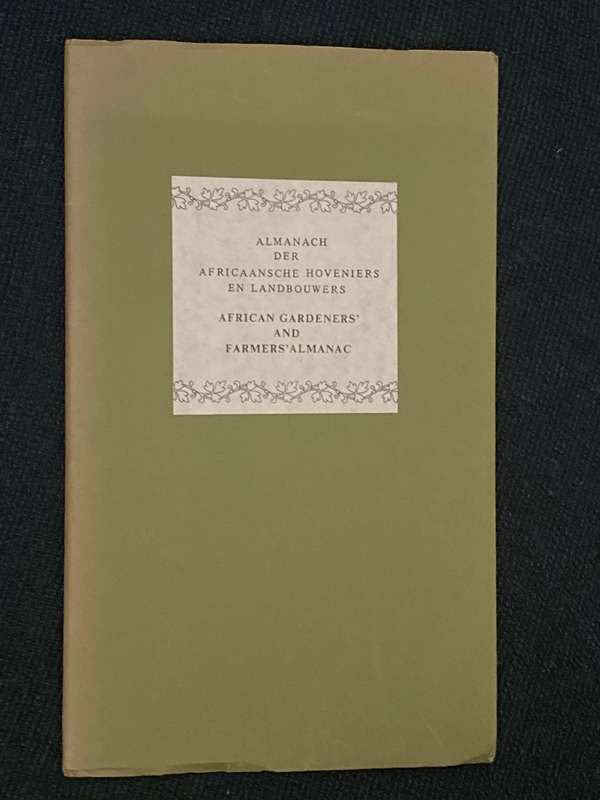 ALMANACH
DER
AFRICAANSCHE HOVENIERS
EN LANDBOUWERS
AFRICAN GARDENERS'
AND
FARMERS'ALMANAC